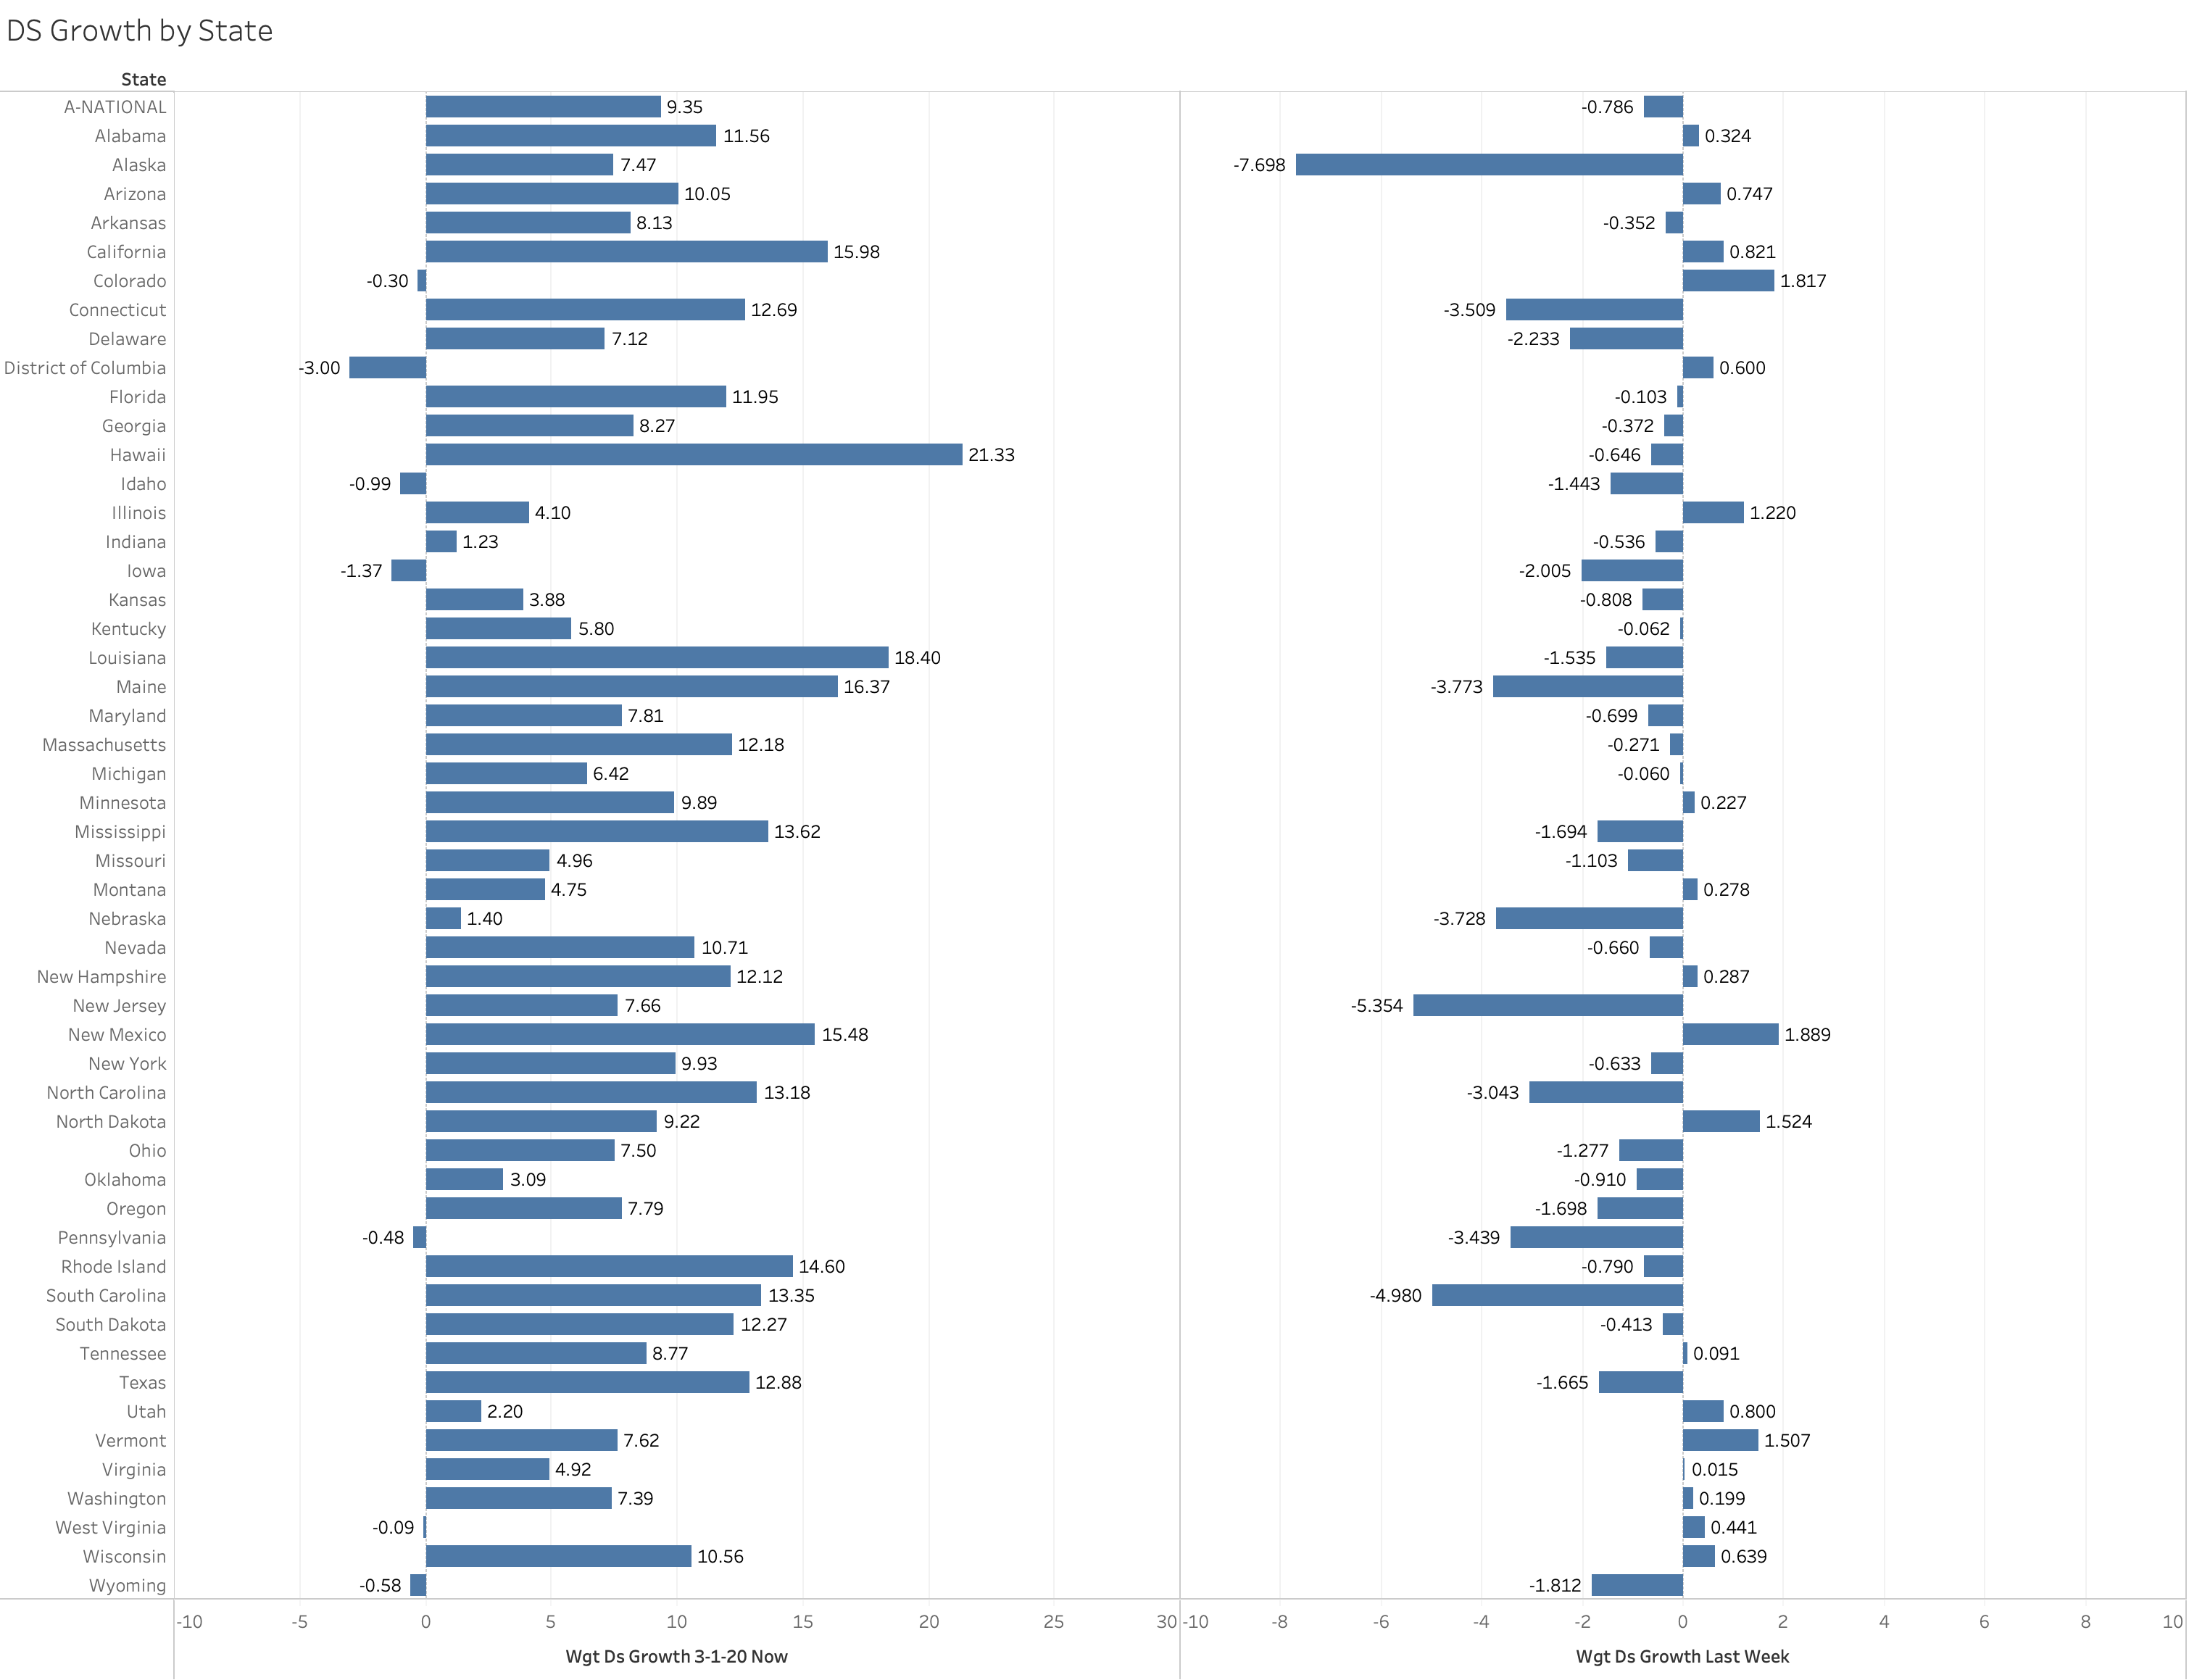 DS Growth by State
State
A-NATIONAL 9.35 -0.786
Alabama 11.56 0.324
Alaska 7.47 -7.698
Arizona 10.05 0.747
Arkansas 8.13 -0.352
California 15.98 0.821
Colorado -0.30 1.817
Connecticut 12.69 -3.509
Delaware 7.12 -2.233
District of Columbia -3.00 0.600
Florida 11.95 -0.103
Georgia 8.27 -0.372
Hawaii 21.33 -0.646
Idaho -0.99 -1.443
Illinois 4.10 1.220
Indiana 1.23 -0.536
Iowa -1.37 -2.005
Kansas 3.88 -0.808
Kentucky 5.80 -0.062
Louisiana 18.40 -1.535
Maine 16.37 -3.773
Maryland 7.81 -0.699
Massachusetts 12.18 -0.271
Michigan 6.42 -0.060
Minnesota 9.89 0.227
Mississippi 13.62 -1.694
Missouri 4.96 -1.103
Montana 4.75 0.278
Nebraska 1.40 -3.728
Nevada 10.71 -0.660
New Hampshire 12.12 0.287
New Jersey 7.66 -5.354
New Mexico 15.48 1.889
New York 9.93 -0.633
North Carolina 13.18 -3.043
North Dakota 9.22 1.524
Ohio 7.50 -1.277
Oklahoma 3.09 -0.910
Oregon 7.79 -1.698
Pennsylvania -0.48 -3.439
Rhode Island 14.60 -0.790
South Carolina 13.35 -4.980
South Dakota 12.27 -0.413
Tennessee 8.77 0.091
Texas 12.88 -1.665
Utah 2.20 0.800
Vermont 7.62 1.507
Virginia 4.92 0.015
Washington 7.39 0.199
West Virginia -0.09 0.441
Wisconsin 10.56 0.639
Wyoming -0.58 -1.812
-10 -5 0 5 10 15 20 25 30 -10 -8 -6 -4 -2 0 2 4 6 8 10
Wgt Ds Growth 3-1-20 Now Wgt Ds Growth Last Week